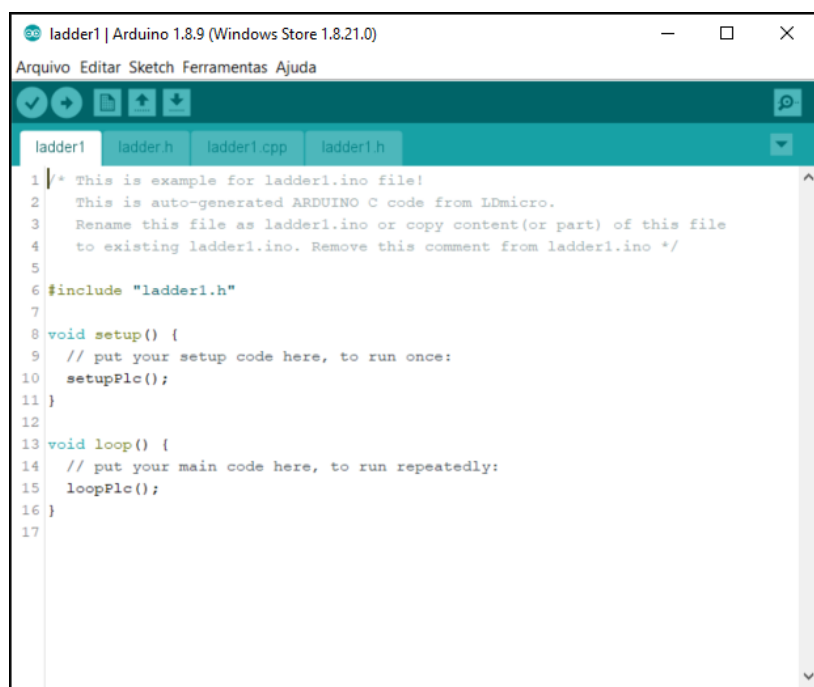 ladder1 | Arduino 1.8.9 (Windows Store 1.8.21.0)
Arquivo Editar Sketch Ferramentas Ajuda
ladder1 ladder.h ladder1.cpp ladder1.h
1 /* This is example for ladder1.ino file!
2 This is auto-generated ARDUINO C code from LDmicro.
3 Rename this file as ladder1.ino or copy content(or part) of this file
4 to existing ladder1.ino. Remove this comment from ladder1.ino */
5
6 #include "ladder1.h"
7
8 void setup() {
9 // put your setup code here, to run once:
10 setupPlc();
11 }
12
13 void loop() {
14 // put your main code here, to run repeatedly:
15 loopPlc();
16 }
17